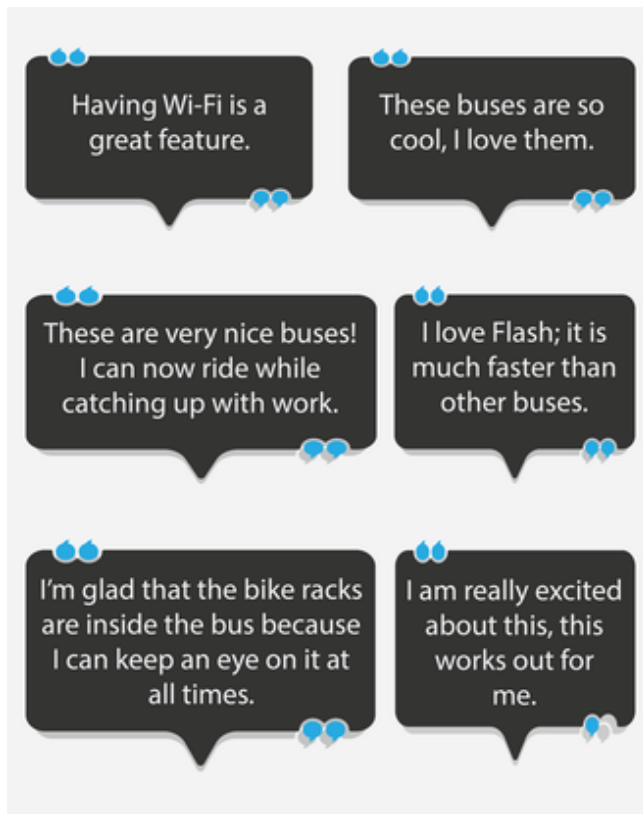 Having Wi-Fi is a
great feature.
These buses are so
cool, I love them.
These are very nice buses!
I can now ride while
catching up with work.
I love Flash; it is
much faster than
other buses.
I'm glad that the bike racks
are inside the bus because
I can keep an eye on it at
all times.
I am really excited
about this, this
works out for
me.